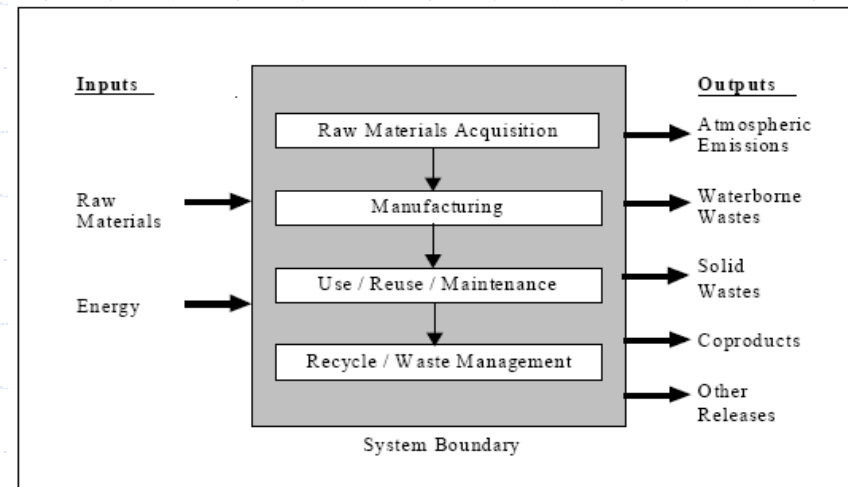 Inputs
Outputs
Raw Materials Acquisition
Atmospheric
Emissions
Raw
Materials
Manufacturing
Waterborne
Wastes
Use / Reuse / Maintenance
Solid
Wastes
Energy
Coproducts
Recycle / Waste Management
Other
Releases
System Boundary